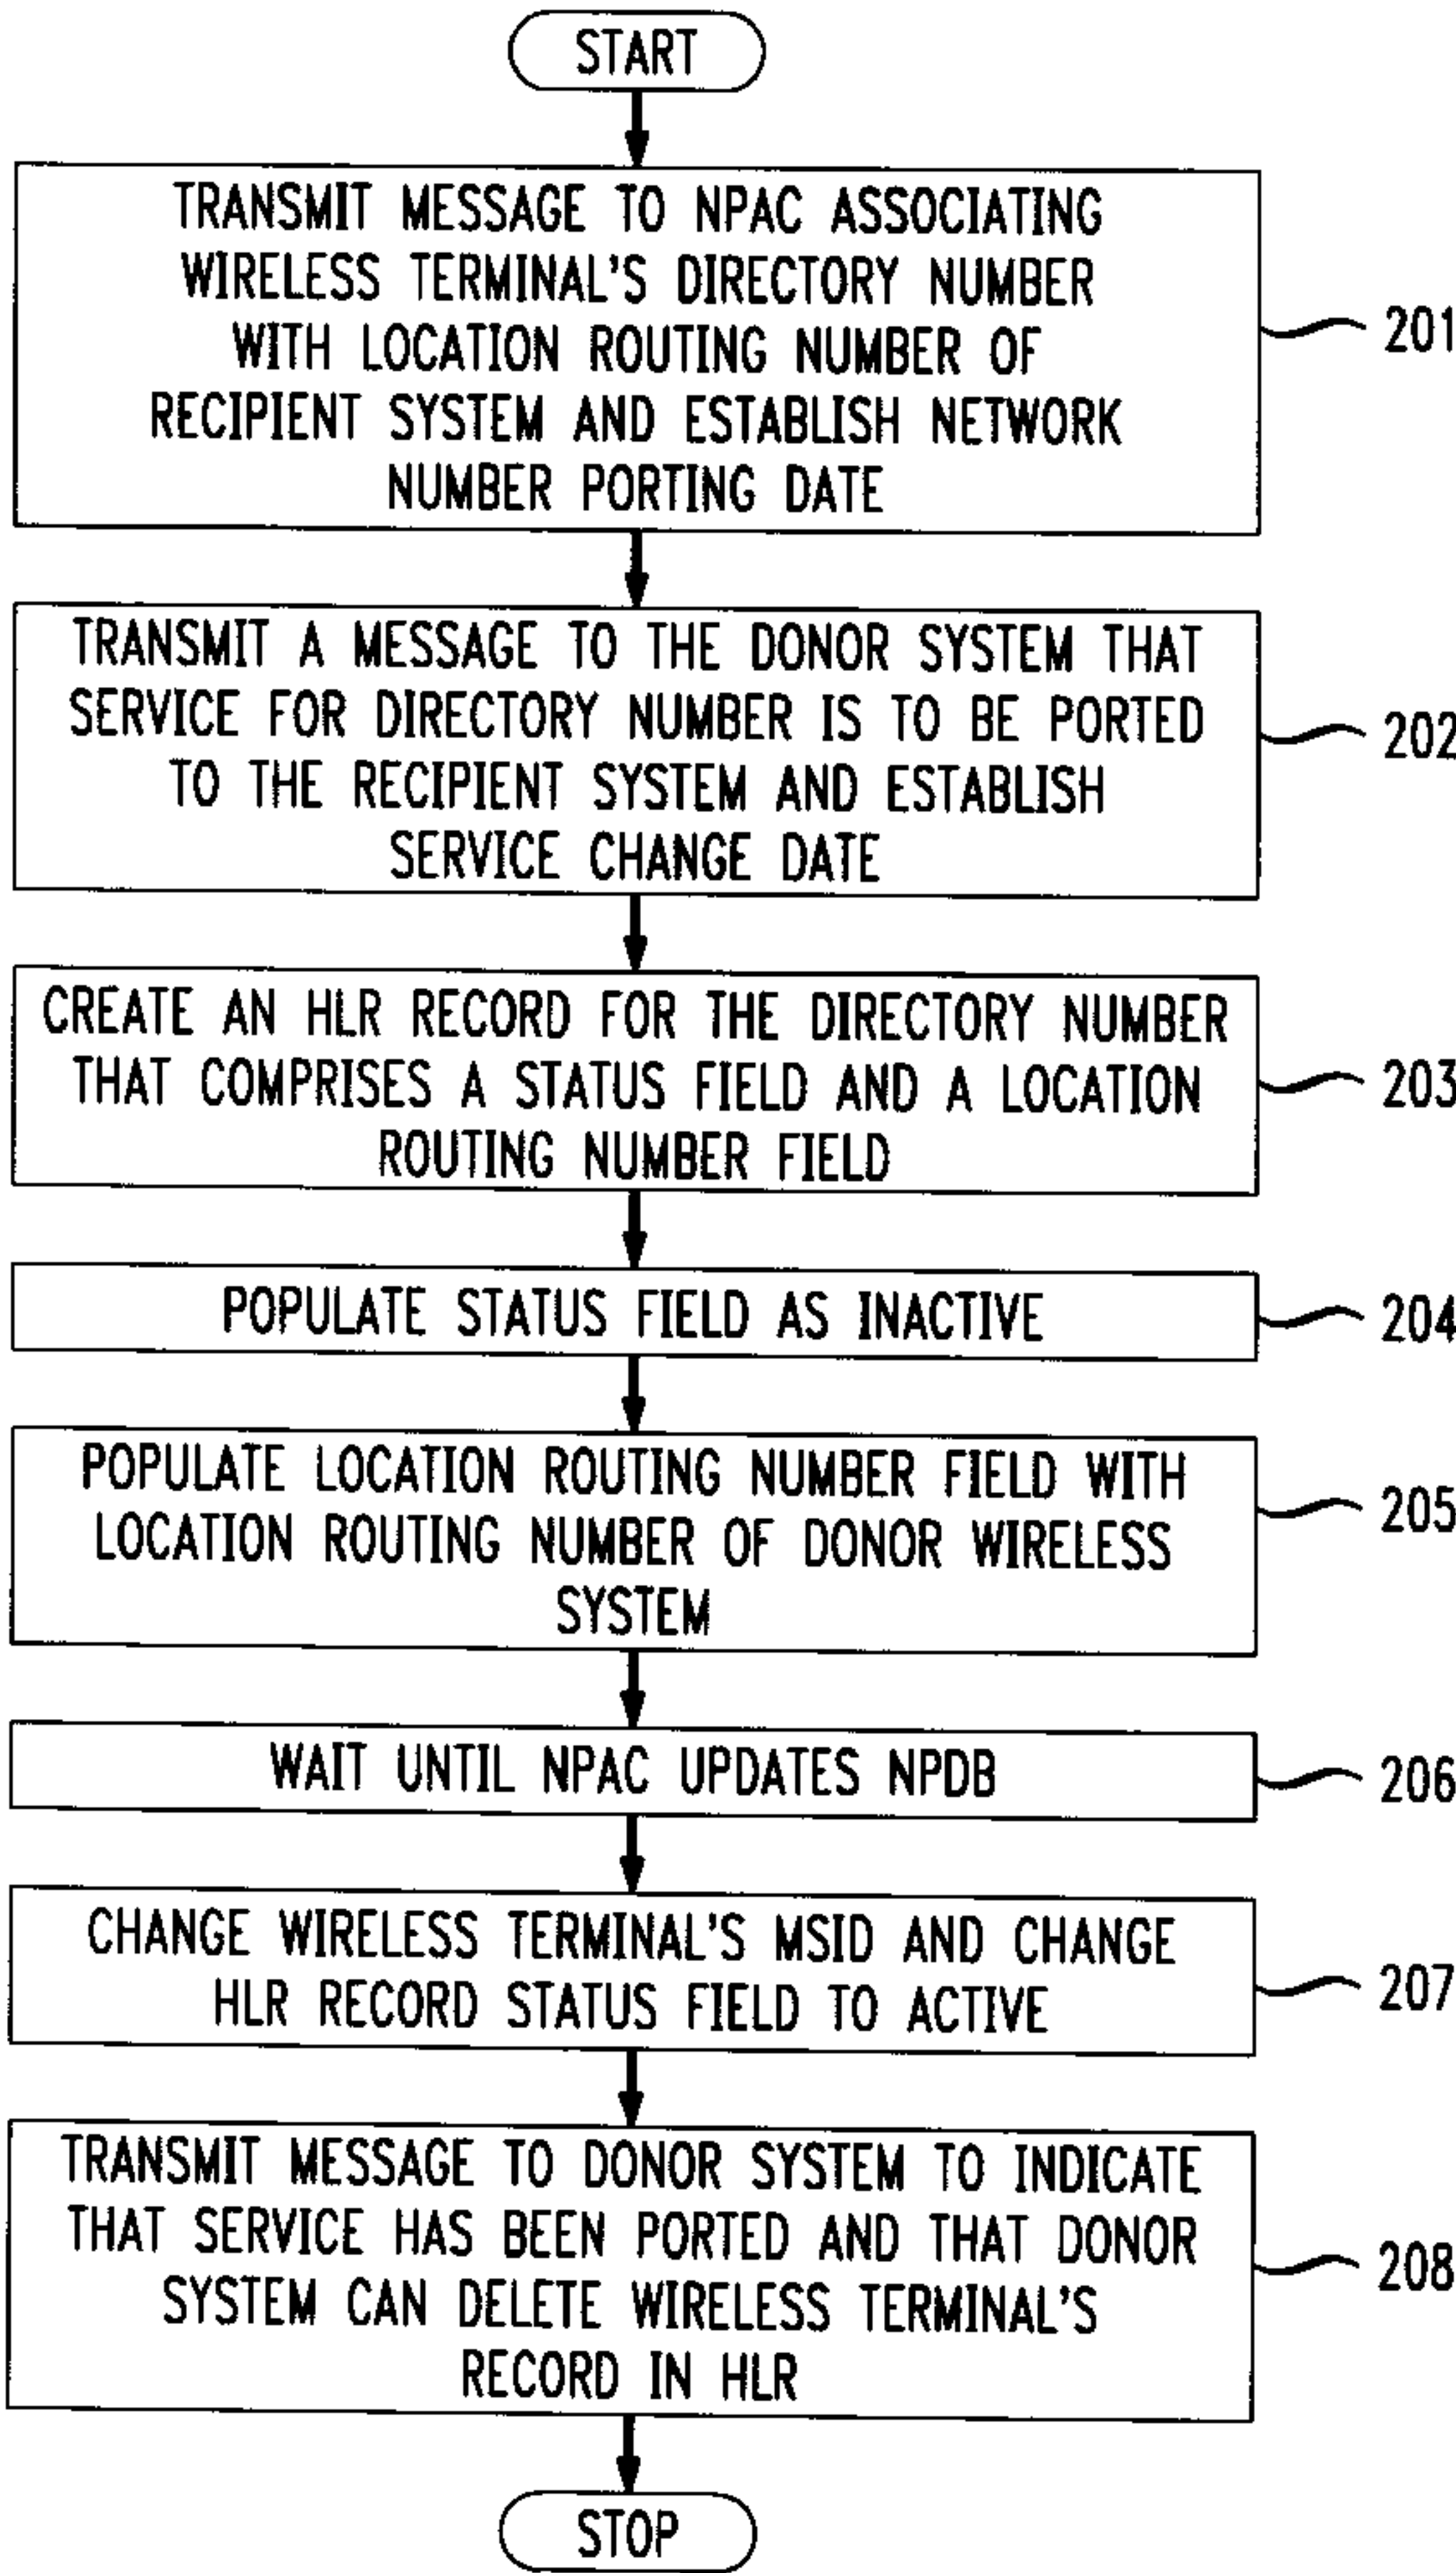 START
TRANSMIT MESSAGE TO NPAC ASSOCIATING
WIRELESS TERMINAL'S DIRECTORY NUMBER
WITH LOCATION ROUTING NUMBER OF
RECIPIENT SYSTEM AND ESTABLISH NETWORK
NUMBER PORTING DATE
201
TRANSMIT A MESSAGE TO THE DONOR SYSTEM THAT
SERVICE FOR DIRECTORY NUMBER IS TO BE PORTED
TO THE RECIPIENT SYSTEM AND ESTABLISH
SERVICE CHANGE DATE
202
CREATE AN HLR RECORD FOR THE DIRECTORY NUMBER
THAT COMPRISES A STATUS FIELD AND A LOCATION
ROUTING NUMBER FIELD
203
POPULATE STATUS FIELD AS INACTIVE
204
POPULATE LOCATION ROUTING NUMBER FIELD WITH
LOCATION ROUTING NUMBER OF DONOR WIRELESS
SYSTEM
205
WAIT UNTIL NPAC UPDATES NPDB
206
CHANGE WIRELESS TERMINAL'S MSID AND CHANGE
HLR RECORD STATUS FIELD TO ACTIVE
207
TRANSMIT MESSAGE TO DONOR SYSTEM TO INDICATE
THAT SERVICE HAS BEEN PORTED AND THAT DONOR
SYSTEM CAN DELETE WIRELESS TERMINAL'S
RECORD IN HLR
208
STOP